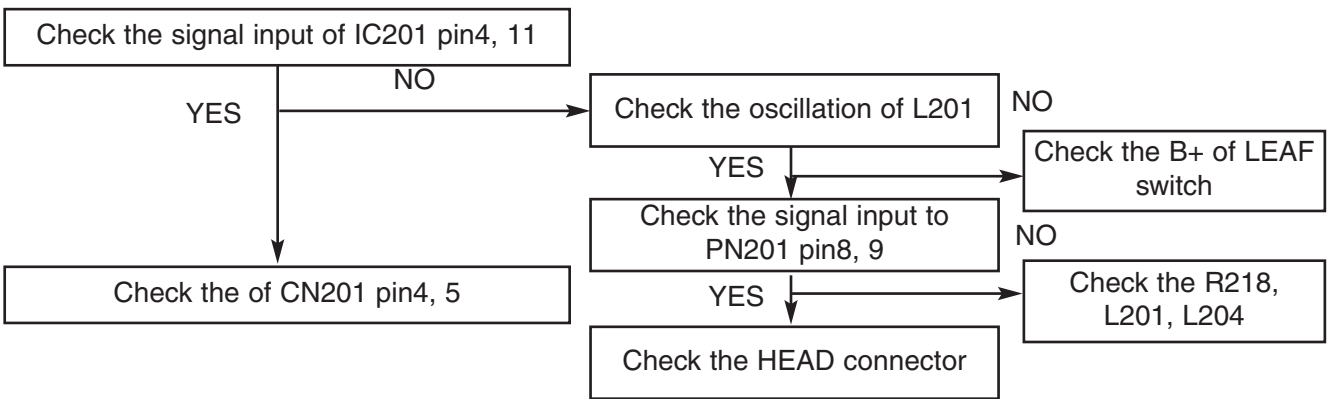 Check the signal input of IC201 pin4, 11
NO
YES
Check the oscillation of L201
NO
YES
Check the B+ of LEAF
switch
Check the signal input to
PN201 pin8, 9
NO
Check the of CN201 pin4, 5
YES
Check the R218,
L201, L204
Check the HEAD connector